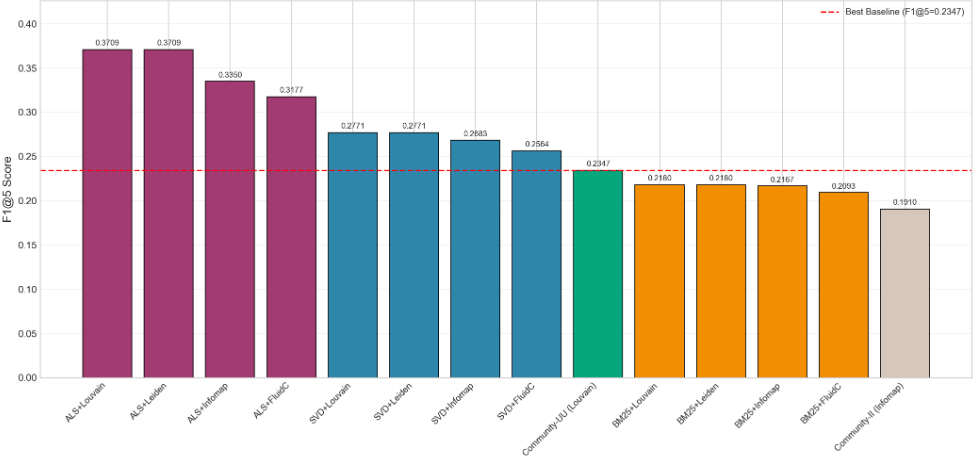 Best Baseline (F1@5=0.2347)
F1@5 Score
0.40
0.35
0.30
0.25
0.20
0.15
0.10
0.05
0.00
0.3709
0.3709
0.3350
0.3177
0.2771
0.2771
0.2683
0.2564
0.2347
0.2180
0.2180
0.2167
0.2093
0.1910
ALS+Louvain
ALS+Leiden
ALS+Infomap
ALS+FluidC
SVD+Louvain
SVD+Leiden
SVD+Infomap
SVD+FluidC
Community-UU (Louvain)
BM25+Louvain
BM25+Leiden
BM25+Infomap
BM25+FluidC
Community-II (Infomap)